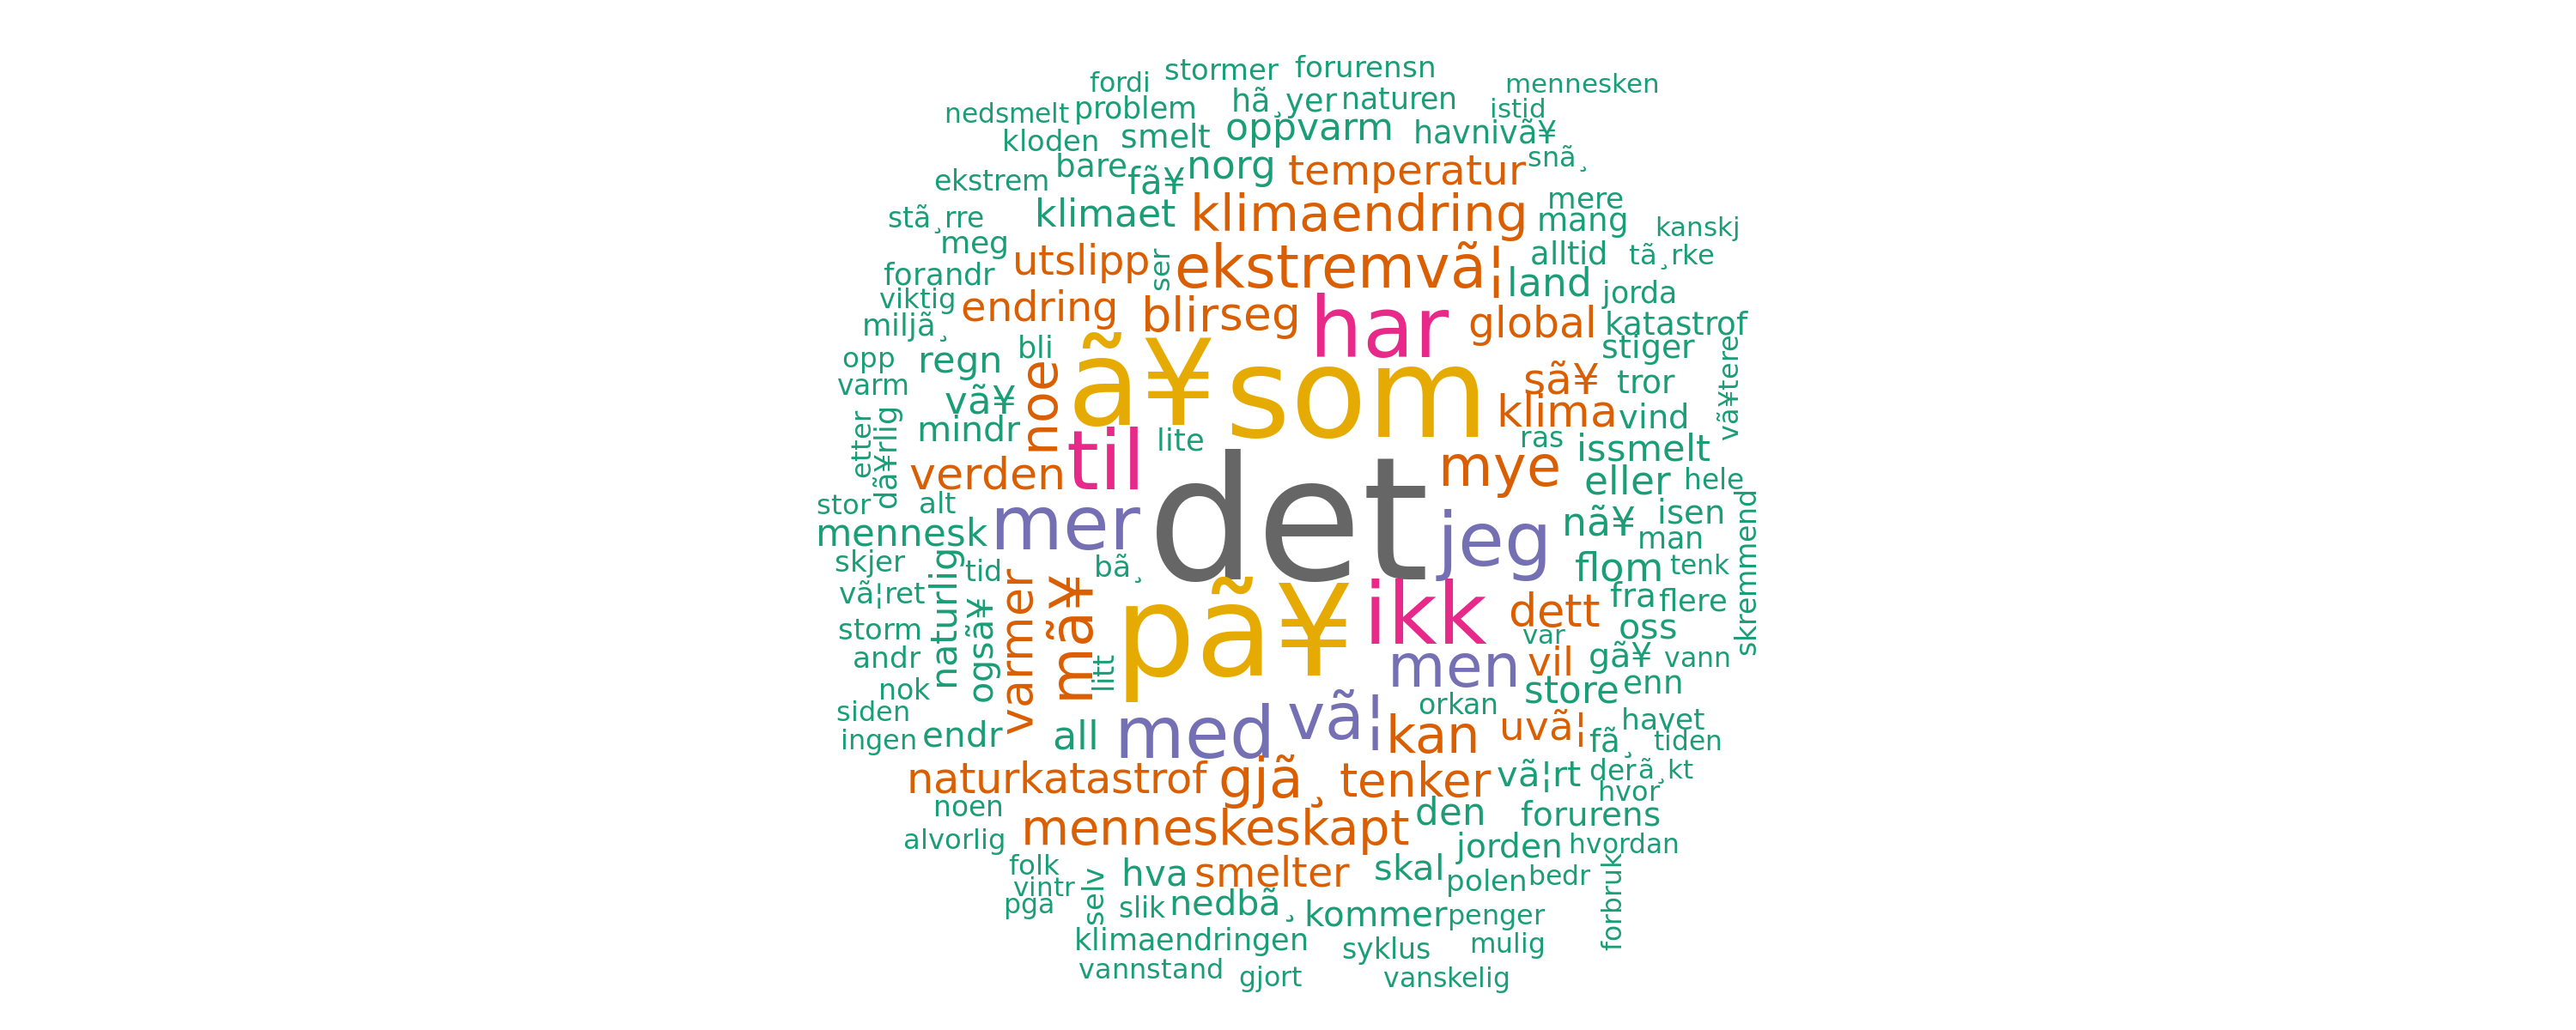 stormer forurensn
fordi mennesken
nedsmelt problem hã¸yer naturen istid
kloden smelt oppvarm havnivã¥
bare fã¥ norg temperatur snã¸
ekstrem mere
stã¸rre klimaet klimaendring mang kanskj
meg utslipp ser ekstremvã¦ alltid tã¸rke
forandr land jorda
viktig endring blir seg har global katastrof
miljã¸ stiger
opp regn bli ã¥ som sã¥ tror vã¥tere
varm vã¥ noe klima vind
etter dã¥rlig mindr til lite ras issmelt
verden det mye eller hele
stor alt isen
mennesk mer jeg nã¥ man skremmend
skjer tid bã¸ flom tenk
vã¦ret naturlig ogsã¥ varmer mã¥ pã¥ ikk dett fra flere
storm var oss
andr litt men vil gã¥ vann
nok store enn
siden orkan havet
ingen endr all med vã¦ kan uvã¦ fã¸ tiden
naturkatastrof gjã¸ tenker vã¦rt der ã¸kt
noen hvor
menneskeskapt den forurens
alvorlig jorden hvordan
folk hva smelter skal forbruk
vintr selv polen bedr
pga slik nedbã¸ kommer penger
klimaendringen syklus mulig
vannstand gjort vanskelig